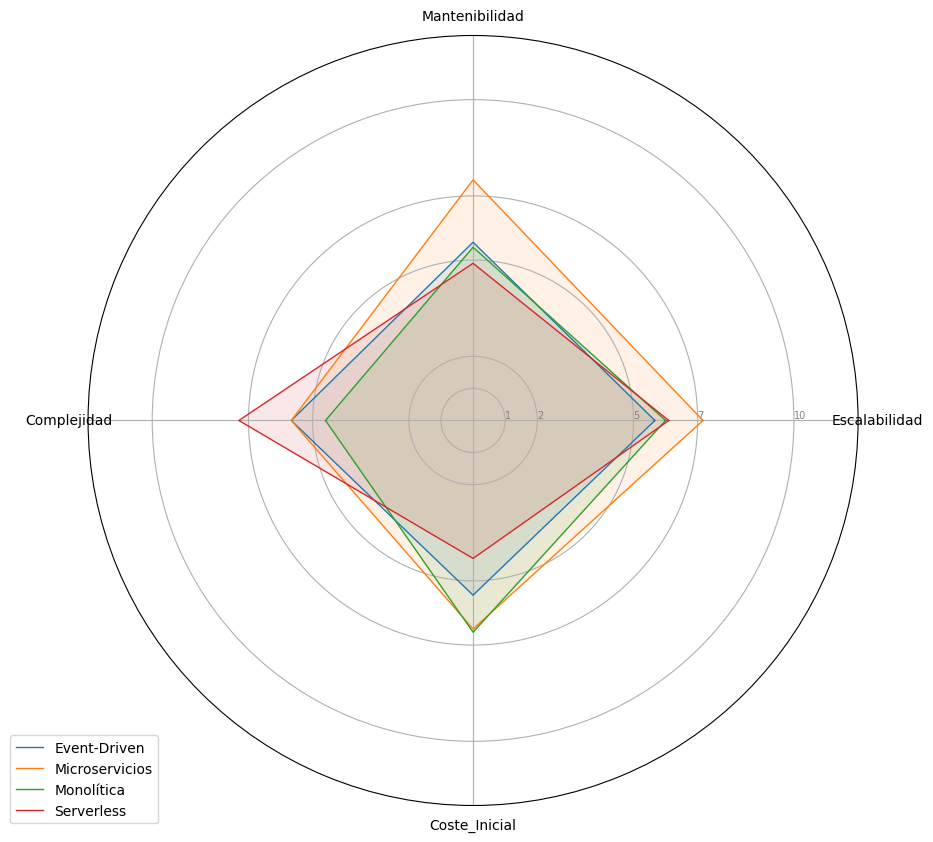 Mantenibilidad
Complejidad
1
2
5
7
10
Escalabilidad
Event-Driven
Microservicios
Monolítica
Serverless
Coste_Inicial